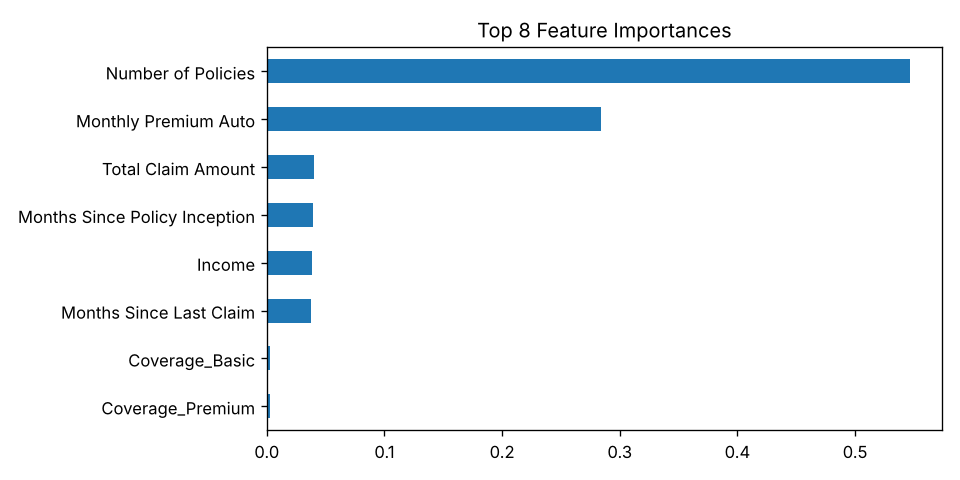 Top 8 Feature Importances
Number of Policies
Monthly Premium Auto
Total Claim Amount
Months Since Policy Inception
Income
Months Since Last Claim
Coverage_Basic
Coverage_Premium
0.0 0.1 0.2 0.3 0.4 0.5